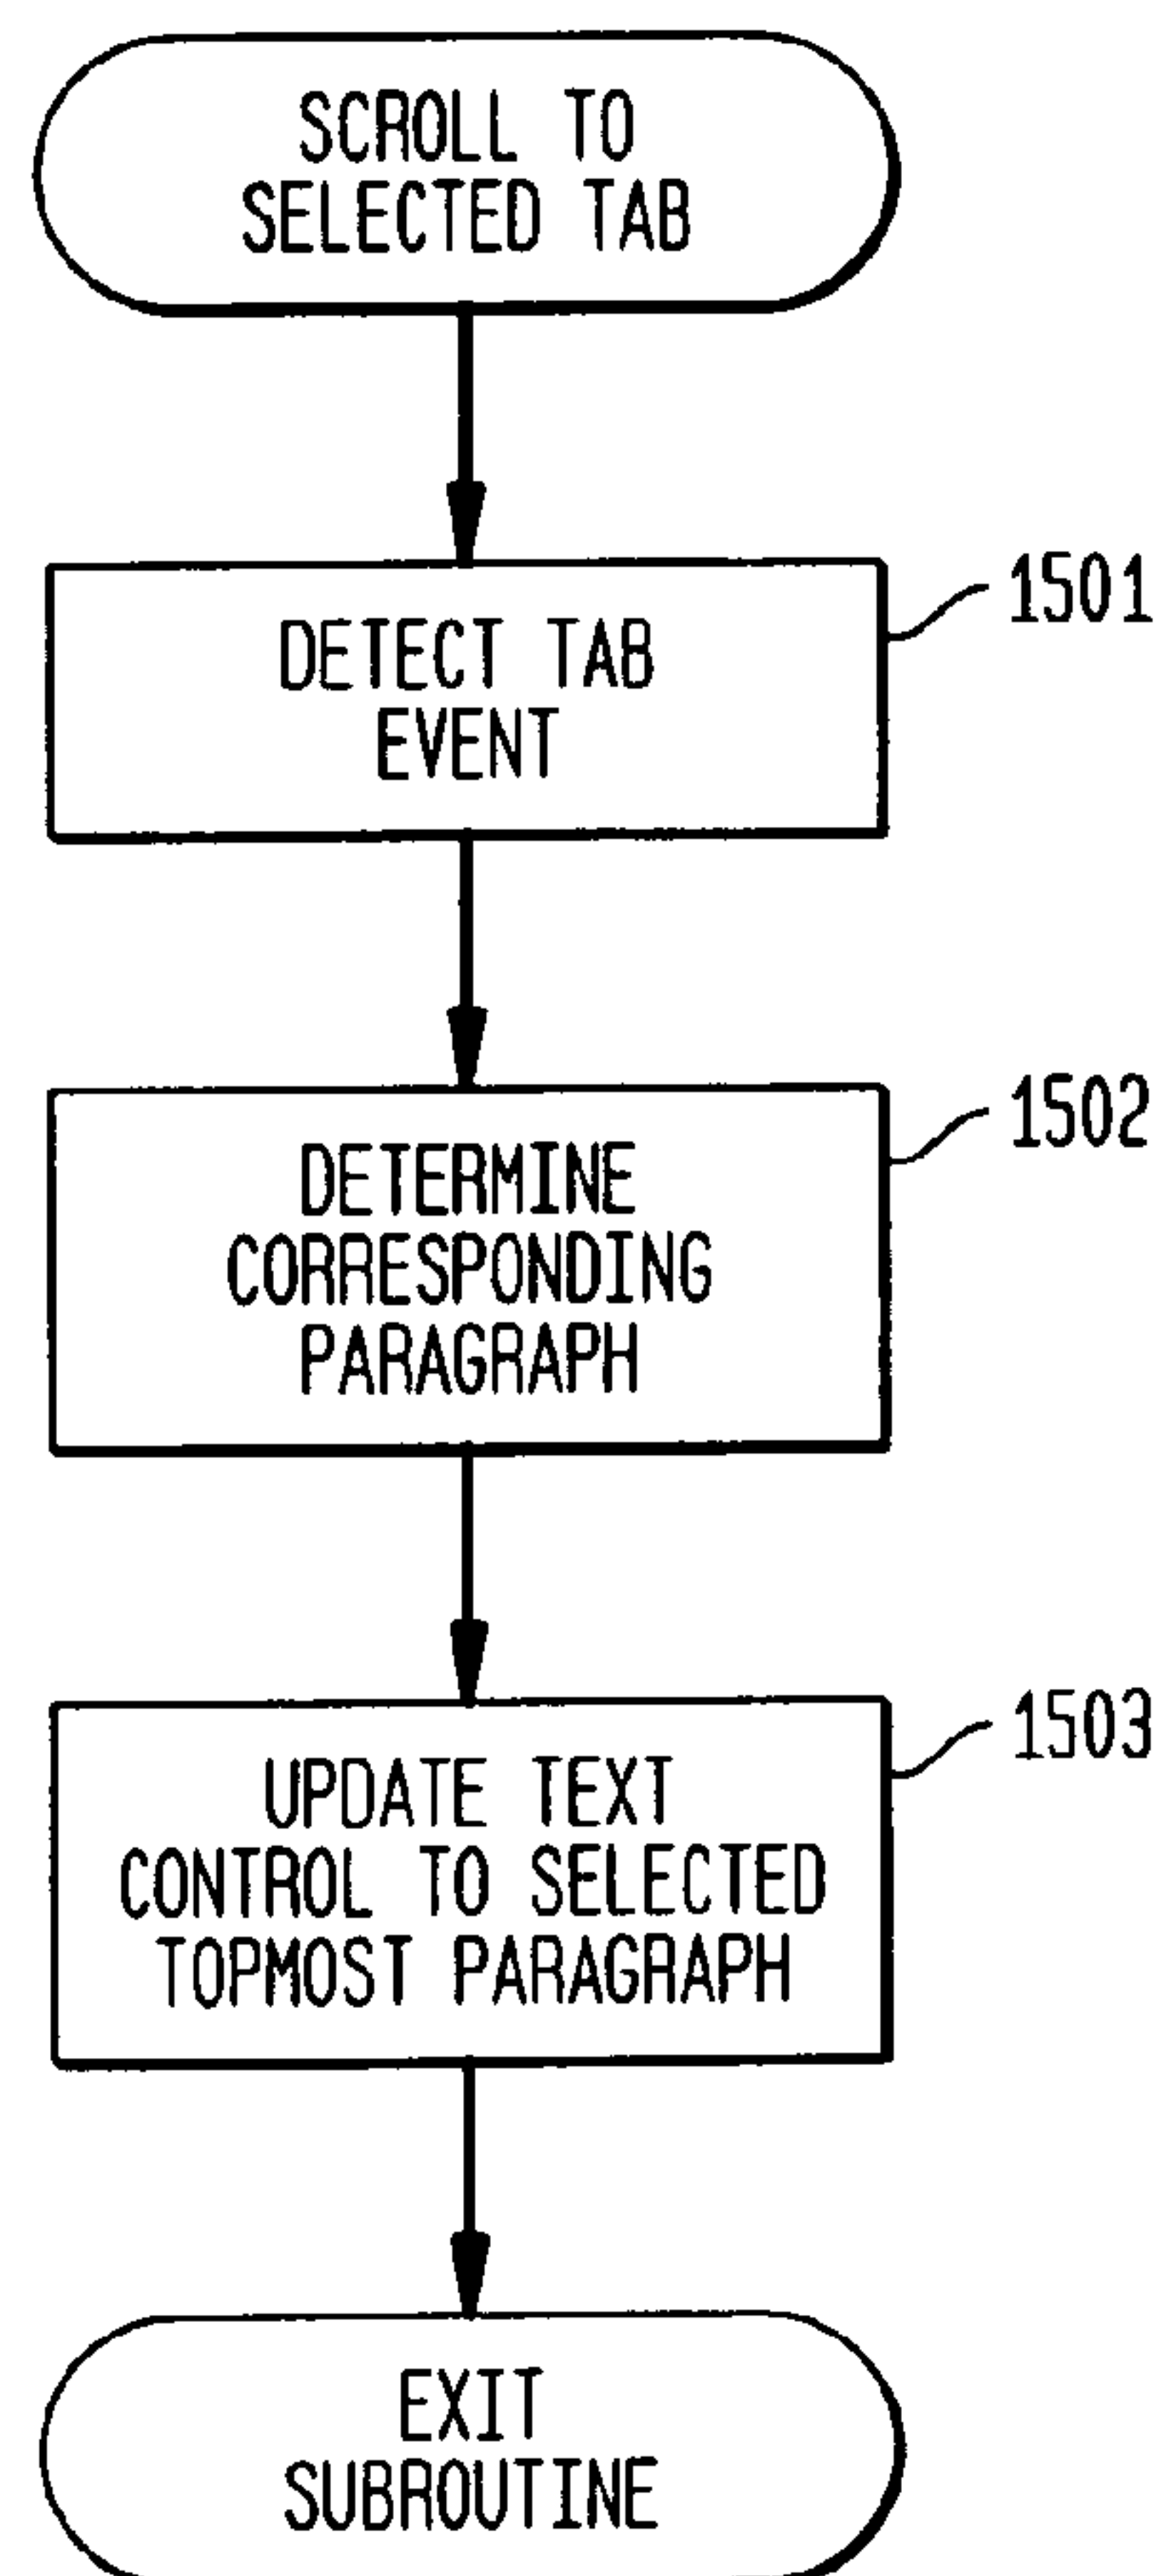 SCROLL TO
SELECTED TAB
1501
DETECT TAB
EVENT
1502
DETERMINE
CORRESPONDING
PARAGRAPH
1503
UPDATE TEXT
CONTROL TO SELECTED
TOPMOST PARAGRAPH
EXIT
SUBROUTINE